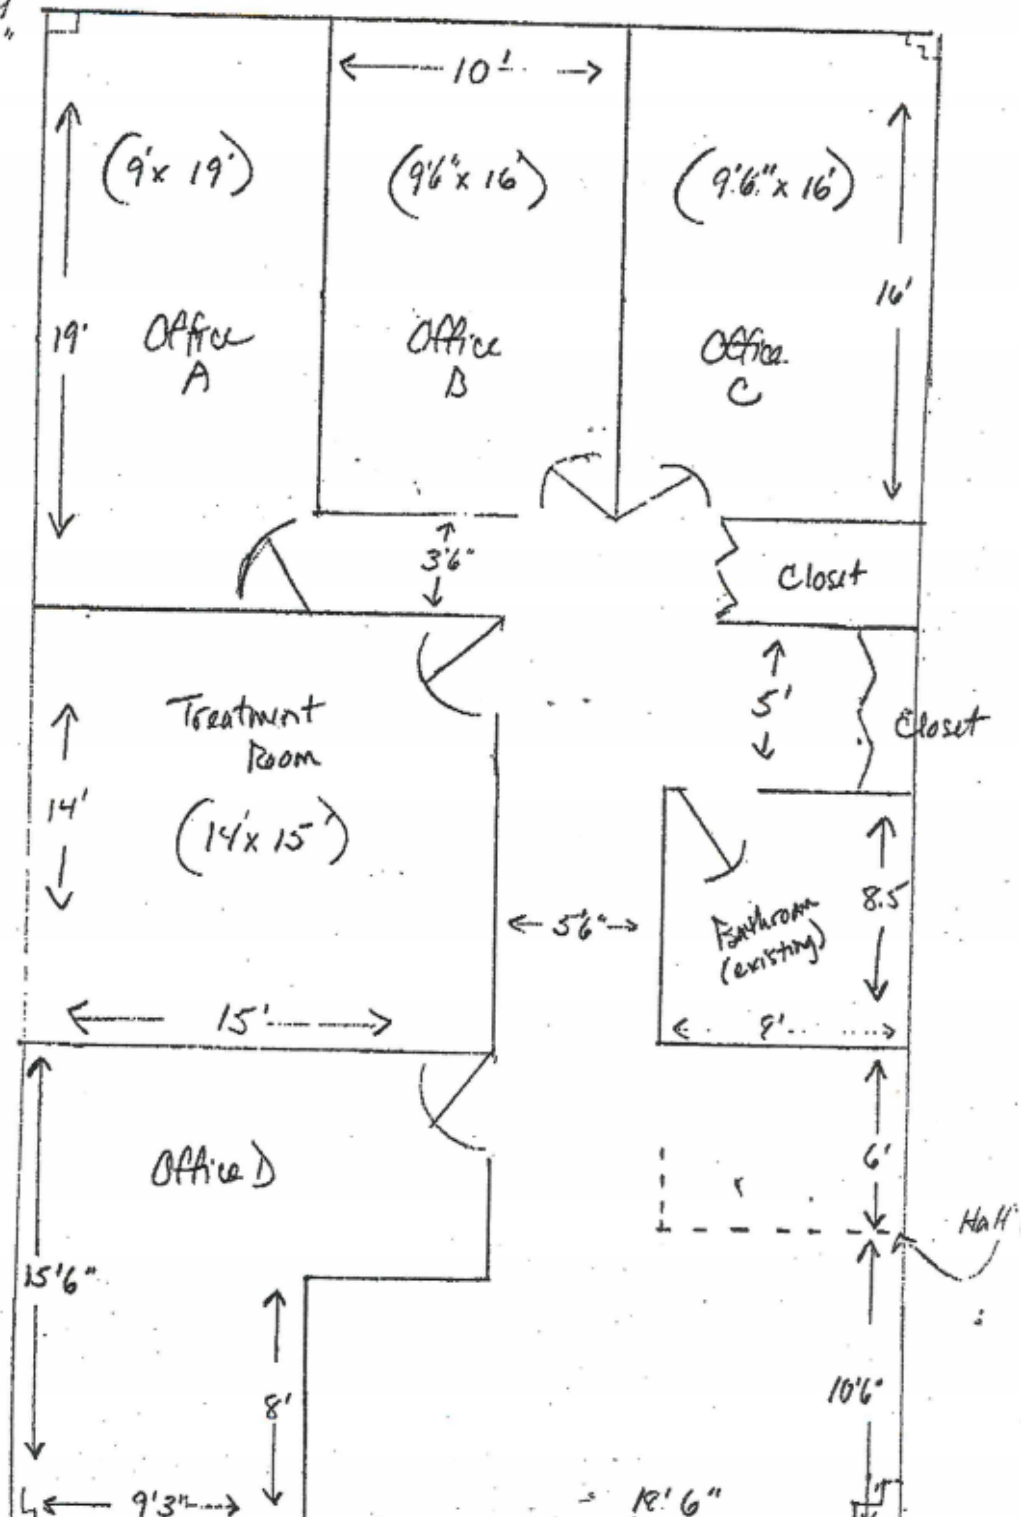 10'
(9' x 19')
(9'6" x 16')
(9'6" x 16')
16'
19'
Office
A
Office
B
Office
C
3'6"
Closet
Treatment
Room
5'
Closet
14'
(14' x 15')
8.5'
5'6"
Bathroom
(existing)
15'
8'
Office D
6'
Half
15'6"
8'
10'6"
9'3"
18'6"